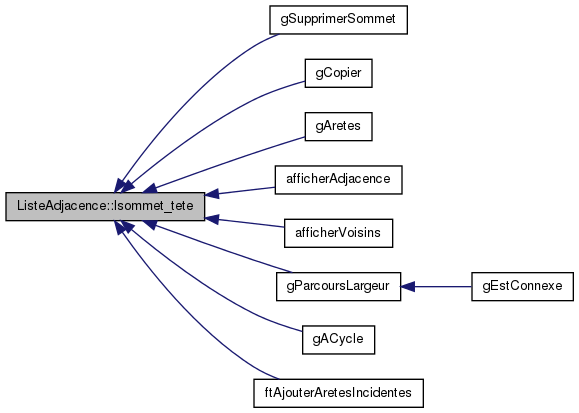 gSupprimerSommet
gCopier
gAretes
afficherAdjacence
ListeAdjacence::lsommet_tete
afficherVoisins
gParcoursLargeur
gEstConnexe
gACycle
ftAjouterAretesIncidentes